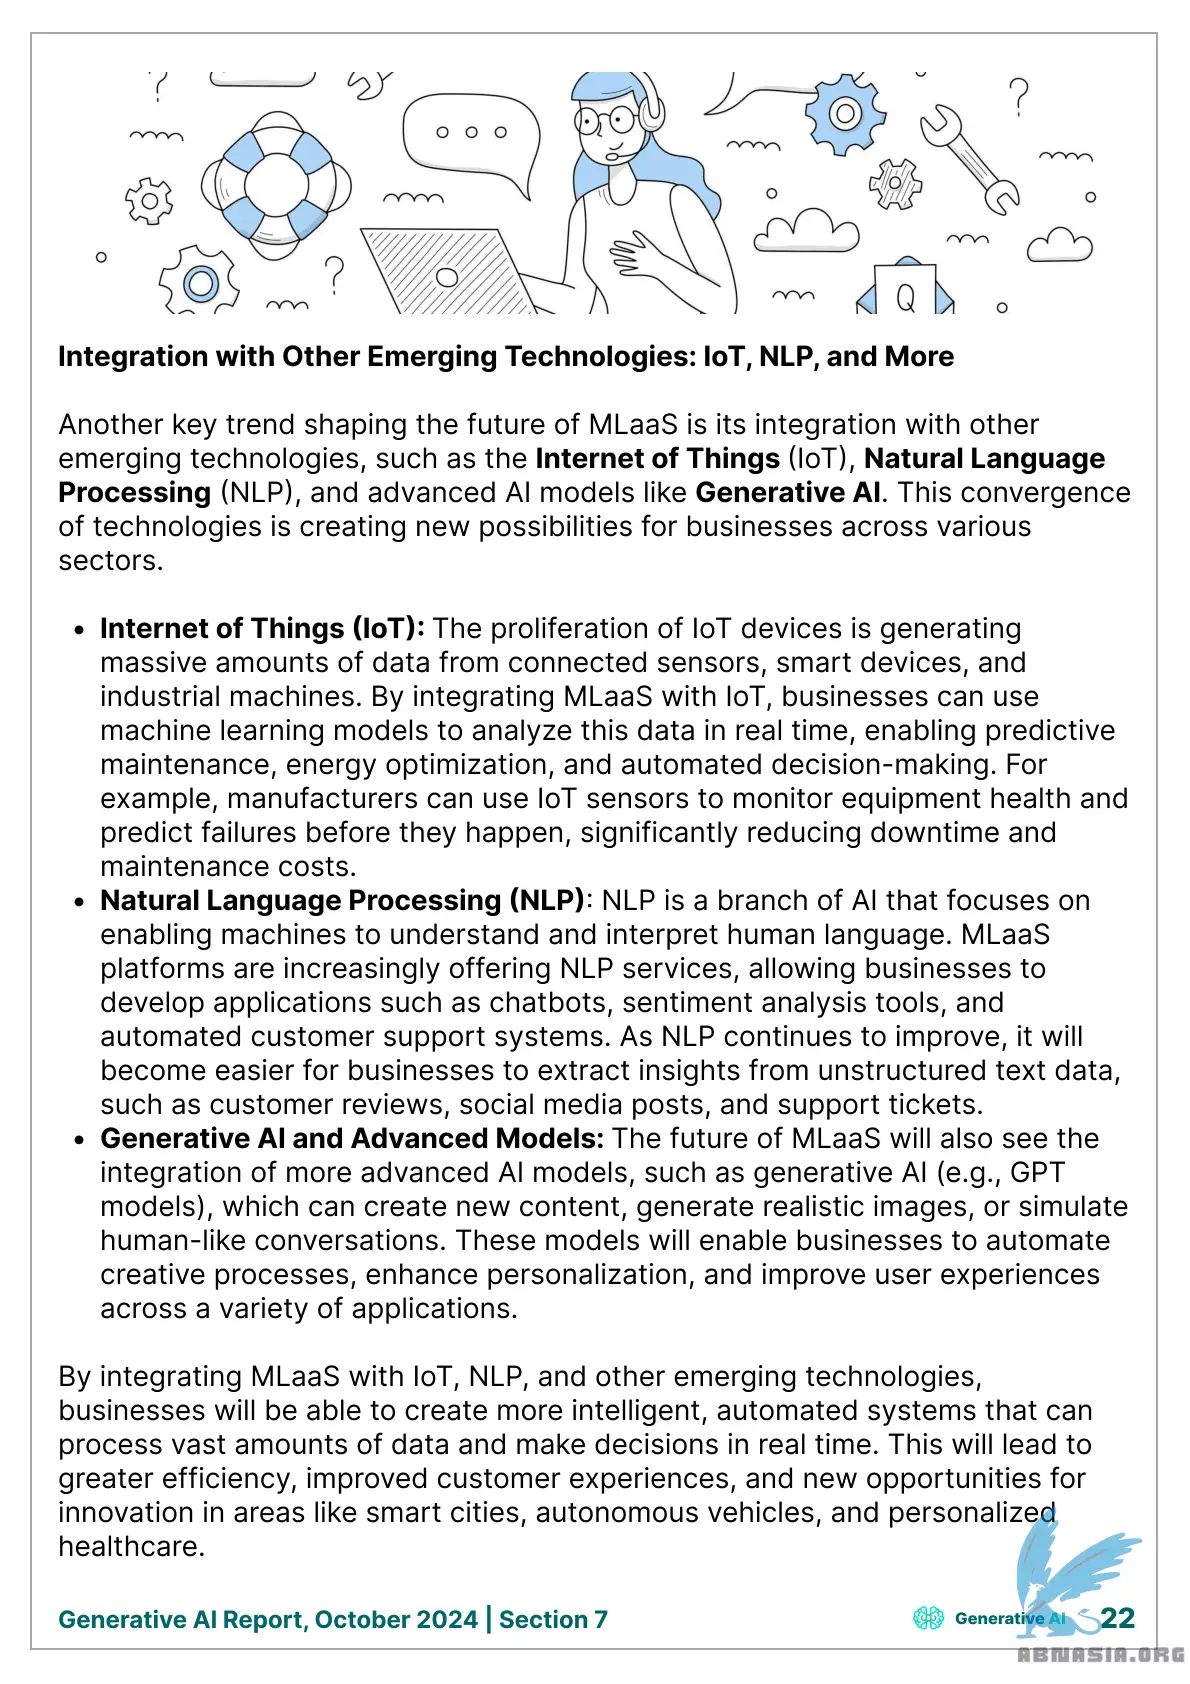 Q
Integration with Other Emerging Technologies: IoT, NLP, and More
Another key trend shaping the future of MLaaS is its integration with other
emerging technologies, such as the Internet of Things (IoT), Natural Language
Processing (NLP), and advanced AI models like Generative AI. This convergence
of technologies is creating new possibilities for businesses across various
sectors.
• Internet of Things (IoT): The proliferation of IoT devices is generating
massive amounts of data from connected sensors, smart devices, and
industrial machines. By integrating MLaaS with IoT, businesses can use
machine learning models to analyze this data in real time, enabling predictive
maintenance, energy optimization, and automated decision-making. For
example, manufacturers can use IoT sensors to monitor equipment health and
predict failures before they happen, significantly reducing downtime and
maintenance costs.
• Natural Language Processing (NLP): NLP is a branch of AI that focuses on
enabling machines to understand and interpret human language. MLaaS
platforms are increasingly offering NLP services, allowing businesses to
develop applications such as chatbots, sentiment analysis tools, and
automated customer support systems. As NLP continues to improve, it will
become easier for businesses to extract insights from unstructured text data,
such as customer reviews, social media posts, and support tickets.
• Generative AI and Advanced Models: The future of MLaaS will also see the
integration of more advanced AI models, such as generative AI (e.g., GPT
models), which can create new content, generate realistic images, or simulate
human-like conversations. These models will enable businesses to automate
creative processes, enhance personalization, and improve user experiences
across a variety of applications.
By integrating MLaaS with IoT, NLP, and other emerging technologies,
businesses will be able to create more intelligent, automated systems that can
process vast amounts of data and make decisions in real time. This will lead to
greater efficiency, improved customer experiences, and new opportunities for
innovation in areas like smart cities, autonomous vehicles, and personalized
healthcare.
Generative AI Report, October 2024 | Section 7
Generative AI
22
ABNASIA.ORG